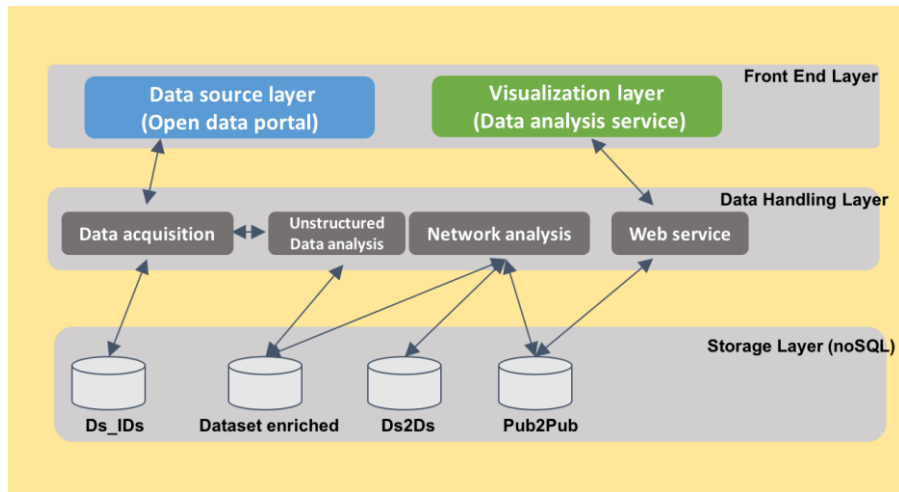 Front End Layer
Data source layer
(Open data portal)
Visualization layer
(Data analysis service)
Data Handling Layer
Data acquisition
Unstructured
Data analysis
Network analysis
Web service
Storage Layer (noSQL)
Ds_IDs
Dataset enriched
Ds2Ds
Pub2Pub